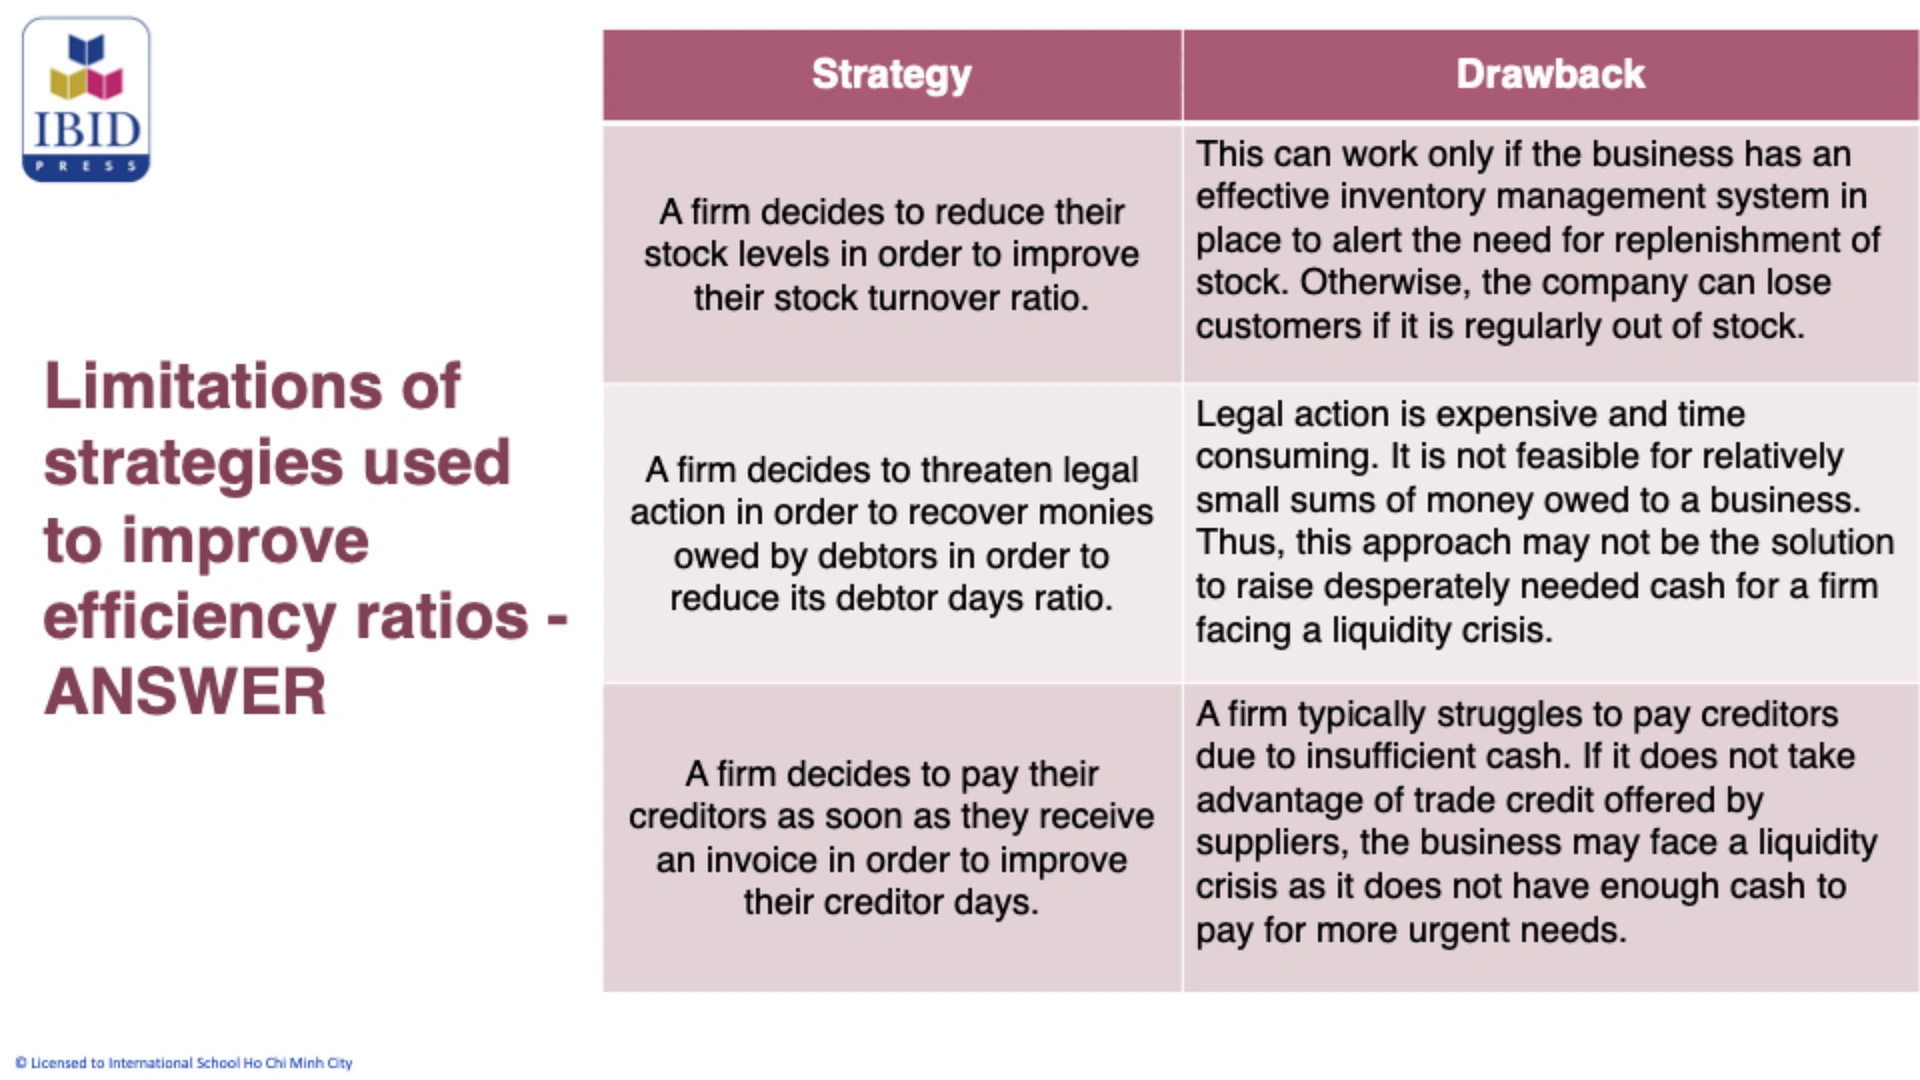 IBID
PRESS
Limitations of
strategies used
to improve
efficiency ratios -
ANSWER
Strategy
Drawback
A firm decides to reduce their
stock levels in order to improve
their stock turnover ratio.
This can work only if the business has an
effective inventory management system in
place to alert the need for replenishment of
stock. Otherwise, the company can lose
customers if it is regularly out of stock.
A firm decides to threaten legal
action in order to recover monies
owed by debtors in order to
reduce its debtor days ratio.
Legal action is expensive and time
consuming. It is not feasible for relatively
small sums of money owed to a business.
Thus, this approach may not be the solution
to raise desperately needed cash for a firm
facing a liquidity crisis.
A firm decides to pay their
creditors as soon as they receive
an invoice in order to improve
their creditor days.
A firm typically struggles to pay creditors
due to insufficient cash. If it does not take
advantage of trade credit offered by
suppliers, the business may face a liquidity
crisis as it does not have enough cash to
pay for more urgent needs.
© Licensed to International School Ho Chi Minh City